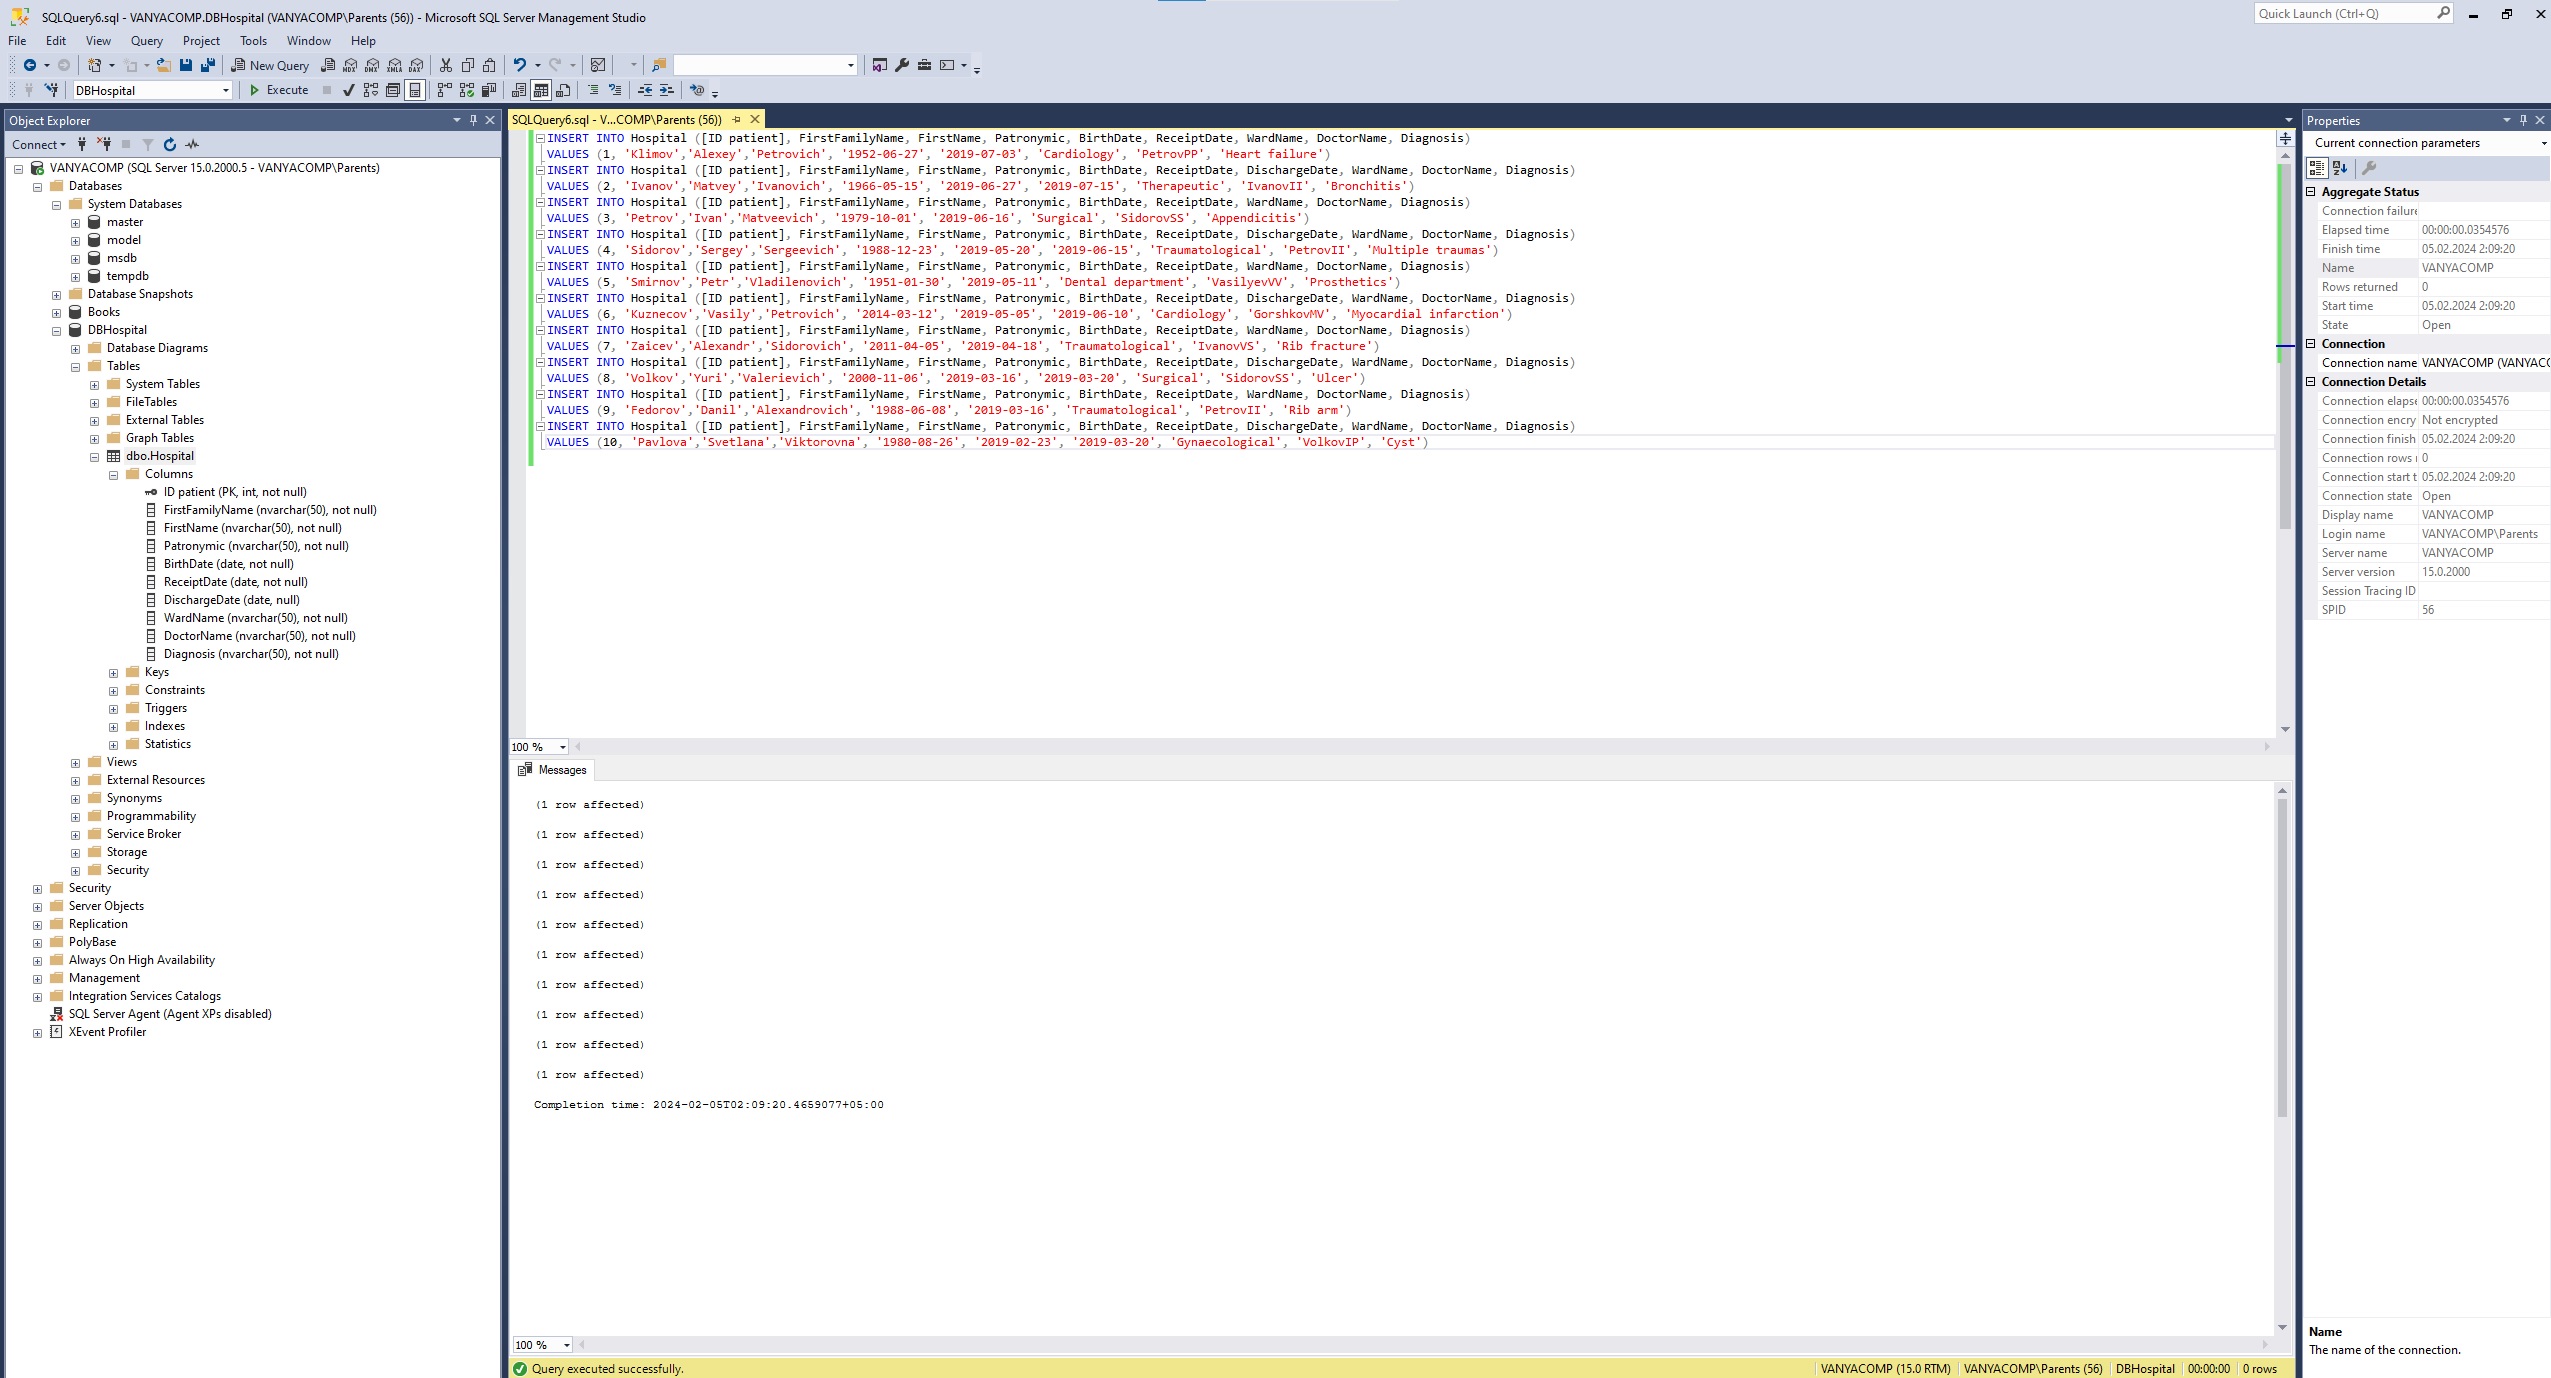 SQLQuery6.sql - VANYACOMP.DBHospital (VANYACOMP\Parents (56)) - Microsoft SQL Server Management Studio
Quick Launch (Ctrl+Q)
File Edit View Query Project Tools Window Help
New Query
DBHospital
Execute
Object Explorer
Connect
VANYACOMP (SQL Server 15.0.2000.5 - VANYACOMP\Parents)
Databases
System Databases
master
model
msdb
tempdb
Database Snapshots
Books
DBHospital
Database Diagrams
Tables
System Tables
FileTables
External Tables
Graph Tables
dbo.Hospital
Columns
ID patient (PK, int, not null)
FirstFamilyName (nvarchar(50), not null)
FirstName (nvarchar(50), not null)
Patronymic (nvarchar(50), not null)
BirthDate (date, not null)
ReceiptDate (date, not null)
DischargeDate (date, null)
WardName (nvarchar(50), not null)
DoctorName (nvarchar(50), not null)
Diagnosis (nvarchar(50), not null)
Keys
Constraints
Triggers
Indexes
Statistics
Views
External Resources
Synonyms
Programmability
Service Broker
Storage
Security
Security
Server Objects
Replication
PolyBase
Always On High Availability
Management
Integration Services Catalogs
SQL Server Agent (Agent XPs disabled)
XEvent Profiler
SQLQuery6.sql - V...COMP\Parents (56))
INSERT INTO Hospital ([ID patient], FirstFamilyName, FirstName, Patronymic, BirthDate, ReceiptDate, WardName, DoctorName, Diagnosis)
VALUES (1, 'Klimov','Alexey','Petrovich', '1952-06-27', '2019-07-03', 'Cardiology', 'PetrovPP', 'Heart failure')
INSERT INTO Hospital ([ID patient], FirstFamilyName, FirstName, Patronymic, BirthDate, ReceiptDate, DischargeDate, WardName, DoctorName, Diagnosis)
VALUES (2, 'Ivanov','Matvey','Ivanovich', '1966-05-15', '2019-06-27', '2019-07-15', 'Therapeutic', 'IvanovII', 'Bronchitis')
INSERT INTO Hospital ([ID patient], FirstFamilyName, FirstName, Patronymic, BirthDate, ReceiptDate, WardName, DoctorName, Diagnosis)
VALUES (3, 'Petrov','Ivan','Matveevich', '1979-10-01', '2019-06-16', 'Surgical', 'SidorovSS', 'Appendicitis')
INSERT INTO Hospital ([ID patient], FirstFamilyName, FirstName, Patronymic, BirthDate, ReceiptDate, DischargeDate, WardName, DoctorName, Diagnosis)
VALUES (4, 'Sidorov','Sergey','Sergeevich', '1988-12-23', '2019-05-20', '2019-06-15', 'Traumatological', 'PetrovII', 'Multiple traumas')
INSERT INTO Hospital ([ID patient], FirstFamilyName, FirstName, Patronymic, BirthDate, ReceiptDate, WardName, DoctorName, Diagnosis)
VALUES (5, 'Smirnov','Petr','Vladilenovich', '1951-01-30', '2019-05-11', 'Dental department', 'VasilyevVV', 'Prosthetics')
INSERT INTO Hospital ([ID patient], FirstFamilyName, FirstName, Patronymic, BirthDate, ReceiptDate, DischargeDate, WardName, DoctorName, Diagnosis)
VALUES (6, 'Kuznecov','Vasily','Petrovich', '2014-03-12', '2019-05-05', '2019-06-10', 'Cardiology', 'GorshkovMV', 'Myocardial infarction')
INSERT INTO Hospital ([ID patient], FirstFamilyName, FirstName, Patronymic, BirthDate, ReceiptDate, WardName, DoctorName, Diagnosis)
VALUES (7, 'Zaicev','Alexandr','Sidorovich', '2011-04-05', '2019-04-18', 'Traumatological', 'IvanovVS', 'Rib fracture')
INSERT INTO Hospital ([ID patient], FirstFamilyName, FirstName, Patronymic, BirthDate, ReceiptDate, DischargeDate, WardName, DoctorName, Diagnosis)
VALUES (8, 'Volkov','Yuri','Valerievich', '2000-11-06', '2019-03-16', '2019-03-20', 'Surgical', 'SidorovSS', 'Ulcer')
INSERT INTO Hospital ([ID patient], FirstFamilyName, FirstName, Patronymic, BirthDate, ReceiptDate, WardName, DoctorName, Diagnosis)
VALUES (9, 'Fedorov','Danil','Alexandrovich', '1988-06-08', '2019-03-16', 'Traumatological', 'PetrovII', 'Rib arm')
INSERT INTO Hospital ([ID patient], FirstFamilyName, FirstName, Patronymic, BirthDate, ReceiptDate, DischargeDate, WardName, DoctorName, Diagnosis)
VALUES (10, 'Pavlova','Svetlana','Viktorovna', '1980-08-26', '2019-02-23', '2019-03-20', 'Gynaecological', 'VolkovIP', 'Cyst')
100 %
Messages
(1 row affected)
(1 row affected)
(1 row affected)
(1 row affected)
(1 row affected)
(1 row affected)
(1 row affected)
(1 row affected)
(1 row affected)
(1 row affected)
Completion time: 2024-02-05T02:09:20.4659077+05:00
100 %
Query executed successfully.
VANYACOMP (15.0 RTM) VANYACOMP\Parents (56) DBHospital 00:00:00 0 rows
Properties
Current connection parameters
Aggregate Status
Connection failure
Elapsed time 00:00:00.0354576
Finish time 05.02.2024 2:09:20
Name VANYACOMP
Rows returned 0
Start time 05.02.2024 2:09:20
State Open
Connection
Connection name VANYACOMP (VANYAC
Connection Details
Connection elapse 00:00:00.0354576
Connection encry Not encrypted
Connection finish 05.02.2024 2:09:20
Connection rows r 0
Connection start t 05.02.2024 2:09:20
Connection state Open
Display name VANYACOMP
Login name VANYACOMP\Parents
Server name VANYACOMP
Server version 15.0.2000
Session Tracing ID
SPID 56
Name
The name of the connection.